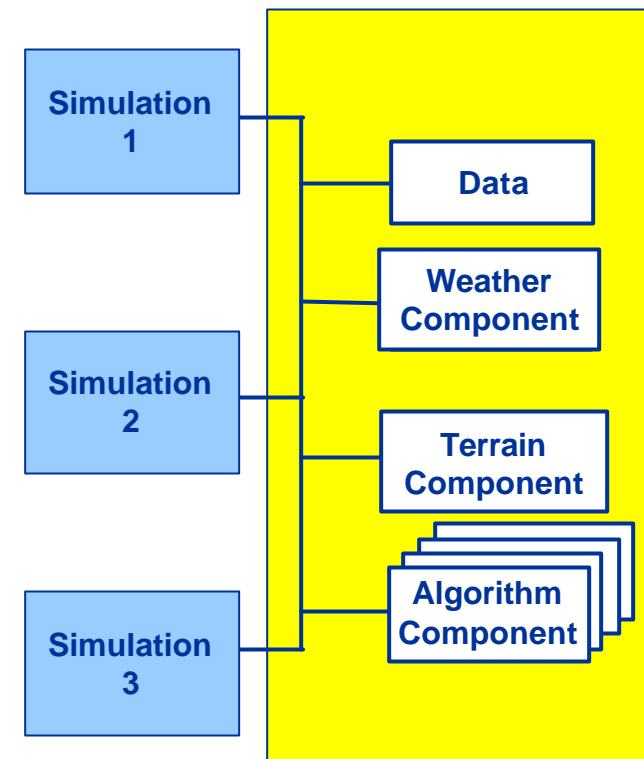 Simulation
1
Data
Weather
Component
Simulation
2
Terrain
Component
Algorithm
Component
Simulation
3